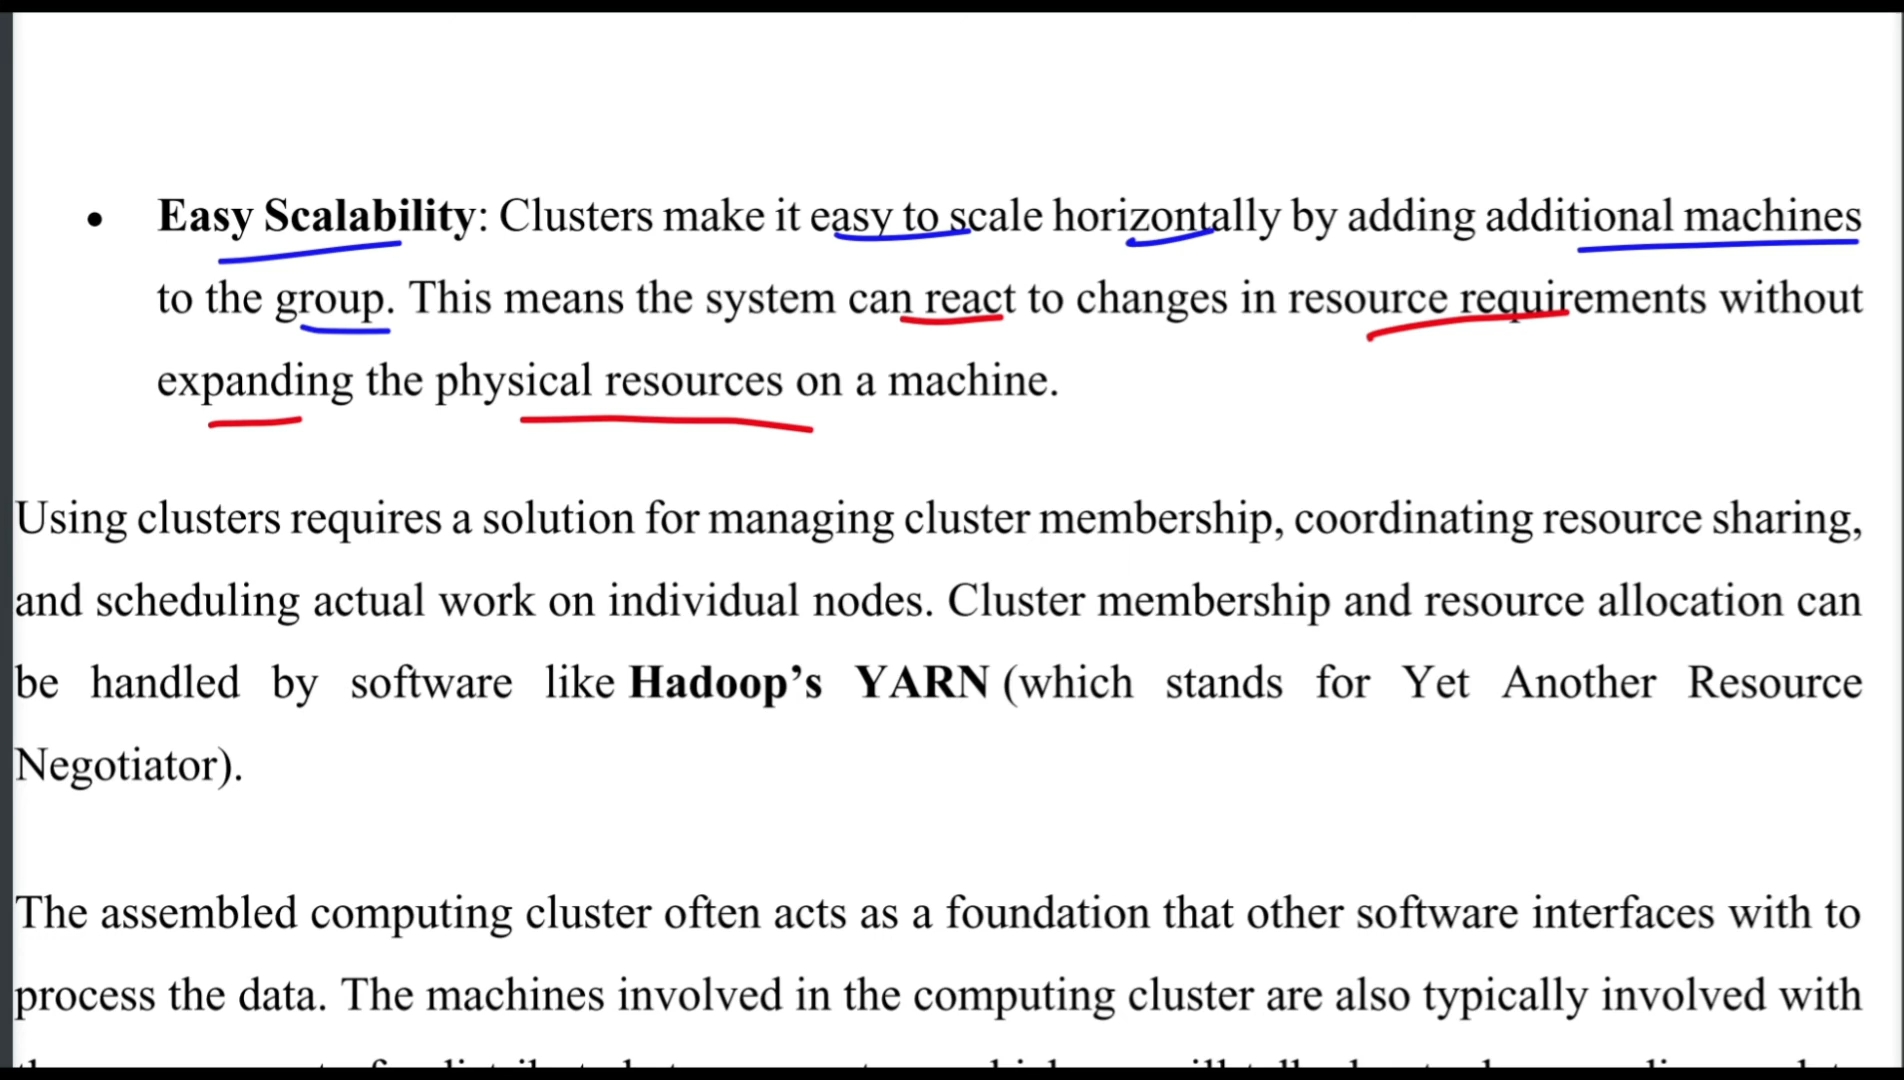 • Easy Scalability: Clusters make it easy to scale horizontally by adding additional machines
to the group. This means the system can react to changes in resource requirements without
expanding the physical resources on a machine.
Using clusters requires a solution for managing cluster membership, coordinating resource sharing,
and scheduling actual work on individual nodes. Cluster membership and resource allocation can
be handled by software like Hadoop’s YARN (which stands for Yet Another Resource
Negotiator).
The assembled computing cluster often acts as a foundation that other software interfaces with to
process the data. The machines involved in the computing cluster are also typically involved with